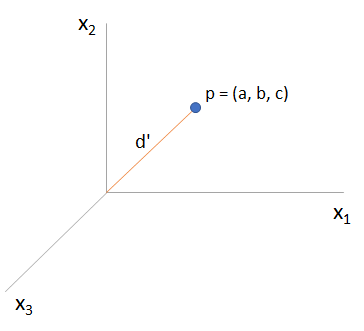 x₂
p = (a, b, c)
d'
x₁
x₃